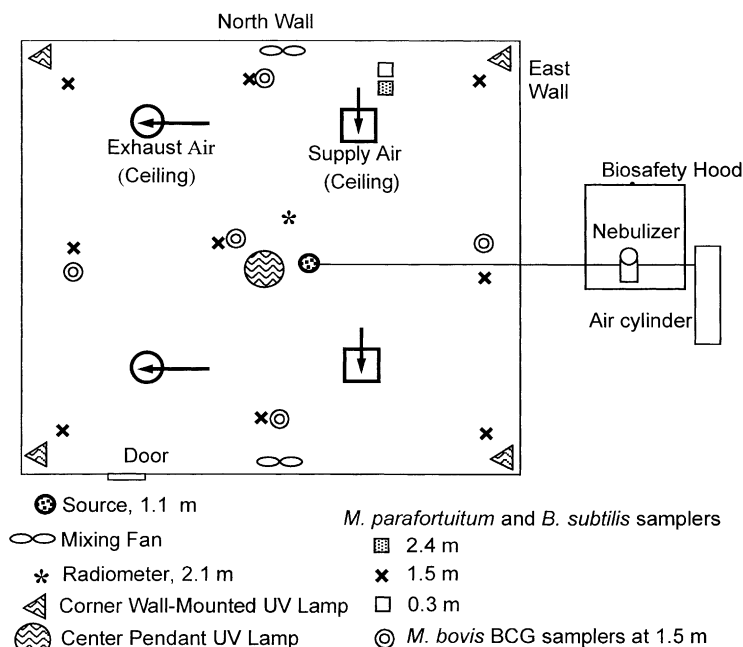 North Wall
East
Wall
Exhaust Air
(Ceiling)
Supply Air
(Ceiling)
Biosafety Hood
Nebulizer
Air cylinder
Door
Source, 1.1 m
Mixing Fan
Radiometer, 2.1 m
Corner Wall-Mounted UV Lamp
Center Pendant UV Lamp
M. parafortuitum and B. subtilis samplers
2.4 m
1.5 m
0.3 m
M. bovis BCG samplers at 1.5 m